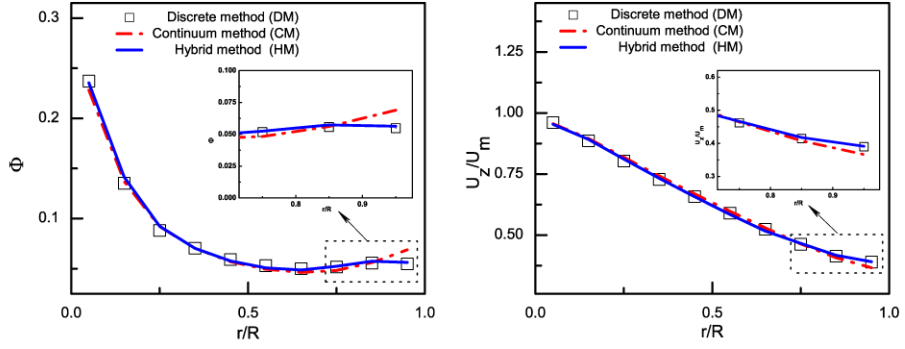 Discrete method (DM)
Continuum method (CM)
Hybrid method (HM)
0.3
0.2
0.1
Φ
0.0
0.5
1.0
r/R
0.100
0.075
0.050
0.025
0.000
Φ
0.8
0.9
r/R
Discrete method (DM)
Continuum method (CM)
Hybrid method (HM)
1.25
1.00
0.75
0.50
U_z/U_m
0.0
0.5
1.0
r/R
0.6
0.5
0.4
0.3
U_z/U_m
0.8
0.9
r/R